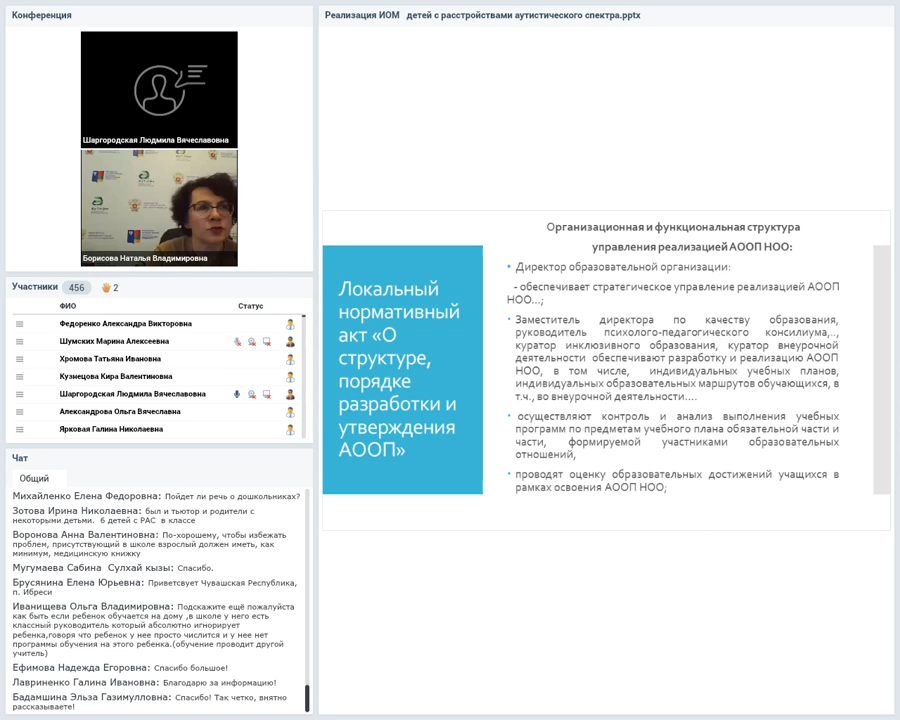 Конференция
Шаргородская Людмила Вячеславовна
Борисова Наталья Владимировна
Участники 456 2
ФИО Статус
Федоренко Александра Викторовна
Шумских Марина Алексеевна
Хромова Татьяна Ивановна
Кузнецова Кира Валентиновна
Шаргородская Людмила Вячеславовна
Александрова Ольга Вячеславна
Ярковая Галина Николаевна
Чат
Общий
Михайленко Елена Федоровна: Пойдет ли речь о дошкольниках?
Зотова Ирина Николаевна: был и тьютор и родители с
некоторыми детьми. 6 детей с РАС в классе
Воронова Анна Валентиновна: По-хорошему, чтобы избежать
проблем, присутствующий в школе взрослый должен иметь, как
минимум, медицинскую книжку
Мугумаева Сабина Сулхай кызы: Спасибо.
Брусянина Елена Юрьевна: Приветсвует Чувашская Республика,
п. Ибреси
Иванищева Ольга Владимировна: Подскажите ещё пожалуйста
как быть если ребенок обучается на дому ,в школе у него есть
классный руководитель который абсолютно игнорирует
ребенка,говоря что ребенок у нее просто числится и у нее нет
программы обучения на этого ребенка.(обучение проводит другой
учитель)
Ефимова Надежда Егоровна: Спасибо большое!
Лавриненко Галина Ивановна: Благодарю за информацию!
Бадамшина Эльза Газимулловна: Спасибо! Так четко, внятно
рассказываете!
Реализация ИОМ детей с расстройствами аутистического спектра.pptx
Локальный
нормативный
акт «О
структуре,
порядке
разработки и
утверждения
АООП»
Организационная и функциональная структура
управления реализацией АООП НОО:
• Директор образовательной организации:
- обеспечивает стратегическое управление реализацией АООП
НОО...;
• Заместитель директора по качеству образования,
руководитель психолого-педагогического консилиума,..,
куратор инклюзивного образования, куратор внеурочной
деятельности обеспечивают разработку и реализацию АООП
НОО, в том числе, индивидуальных учебных планов,
индивидуальных образовательных маршрутов обучающихся, в
т.ч., во внеурочной деятельности....
• осуществляют контроль и анализ выполнения учебных
программ по предметам учебного плана обязательной части и
части, формируемой участниками образовательных
отношений,
• проводят оценку образовательных достижений учащихся в
рамках освоения АООП НОО;